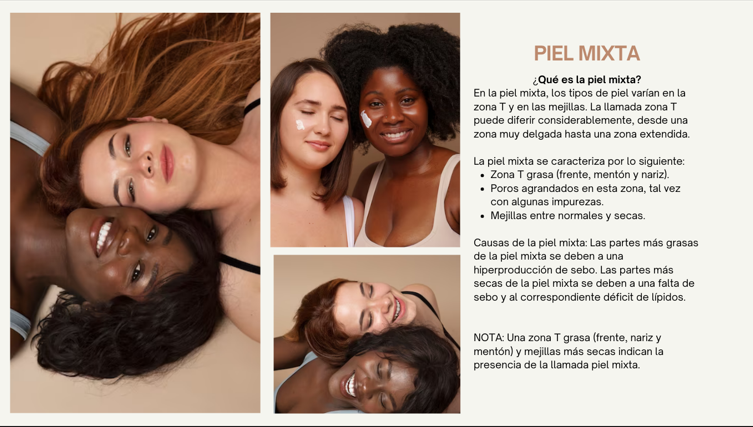 PIEL MIXTA
¿Qué es la piel mixta?
En la piel mixta, los tipos de piel varían en la
zona T y en las mejillas. La llamada zona T
puede diferir considerablemente, desde una
zona muy delgada hasta una zona extendida.
La piel mixta se caracteriza por lo siguiente:
• Zona T grasa (frente, mentón y nariz).
• Poros agrandados en esta zona, tal vez
con algunas impurezas.
• Mejillas entre normales y secas.
Causas de la piel mixta: Las partes más grasas
de la piel mixta se deben a una
hiperproducción de sebo. Las partes más
secas de la piel mixta se deben a una falta de
sebo y al correspondiente déficit de lípidos.
NOTA: Una zona T grasa (frente, nariz y
mentón) y mejillas más secas indican la
presencia de la llamada piel mixta.